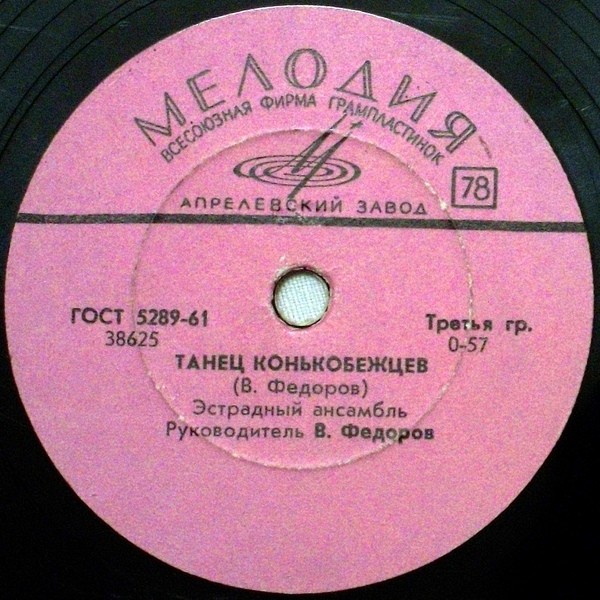 МЕЛОДИЯ
ВСЕСОЮЗНАЯ ФИРМА ГРАМПЛАСТИНОК
78
АПРЕЛЕВСКИЙ ЗАВОД
ГОСТ 5289-61
Третья гр.
38625
0-57
ТАНЕЦ КОНЬКОБЕЖЦЕВ
(В. Федоров)
Эстрадный ансамбль
Руководитель В. Федоров